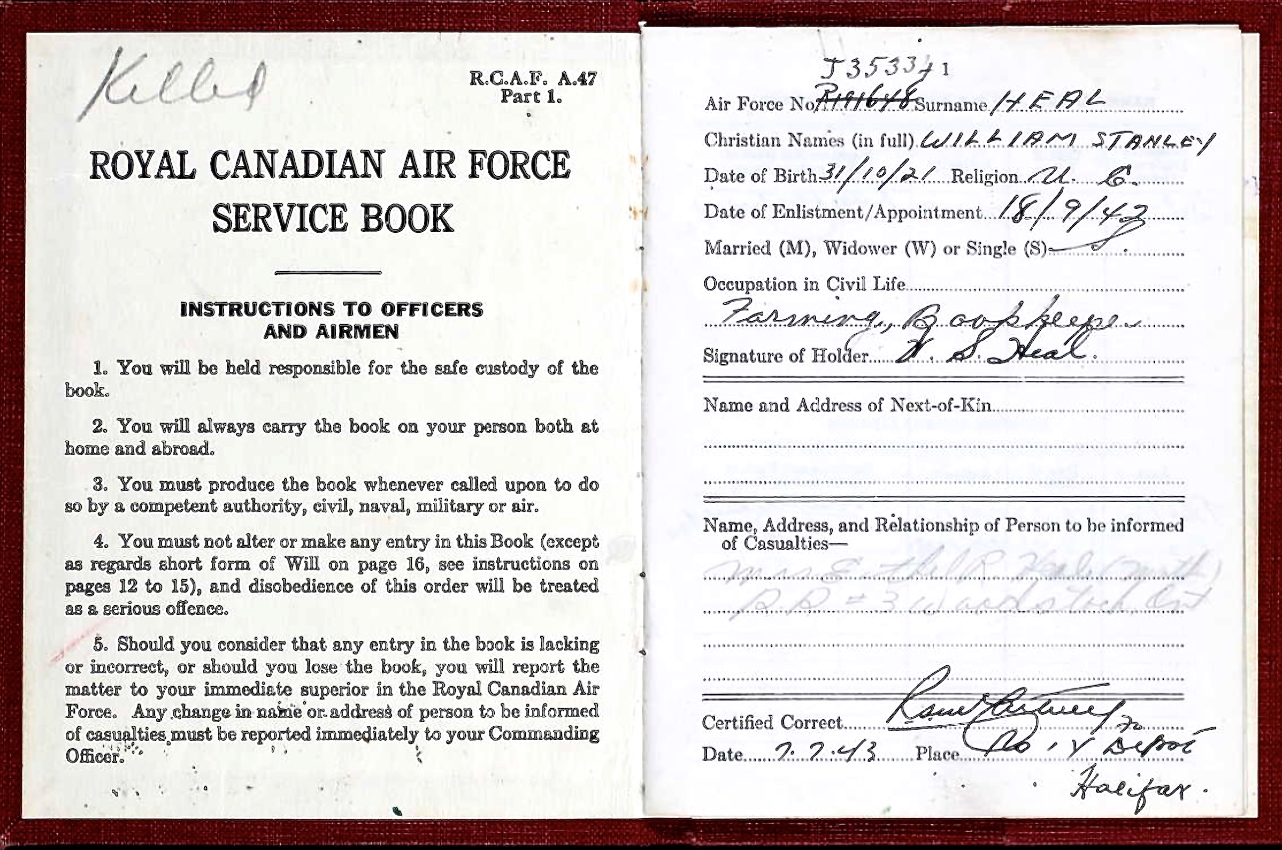 Killed
R.C.A.F. A.47
Part 1.
ROYAL CANADIAN AIR FORCE
SERVICE BOOK
INSTRUCTIONS TO OFFICERS
AND AIRMEN
1. You will be held responsible for the safe custody of the
book.
2. You will always carry the book on your person both at
home and abroad.
3. You must produce the book whenever called upon to do
so by a competent authority, civil, naval, military or air.
4. You must not alter or make any entry in this Book (except
as regards short form of Will on page 16, see instructions on
pages 12 to 15), and disobedience of this order will be treated
as a serious offence.
5. Should you consider that any entry in the book is lacking
or incorrect, or should you lose the book, you will report the
matter to your immediate superior in the Royal Canadian Air
Force. Any change in name or address of person to be informed
of casualties must be reported immediately to your Commanding
Officer.
1
Air Force No. R191648 Surname HEAL
Christian Names (in full) WILLIAM STANLEY
Date of Birth 31/10/21 Religion U. C.
Date of Enlistment/Appointment 18/9/42
Married (M), Widower (W) or Single (S) S.
Occupation in Civil Life
Farming, Bookkeeper
Signature of Holder W. S. Heal.
Name and Address of Next-of-Kin
Name, Address, and Relationship of Person to be informed
of Casualties—
Mrs Ethel R Heal (Moth)
RR #3 Woodstock Ont
Certified Correct
Date 7.7.43 Place No. 1 Y Depot
Halifax.